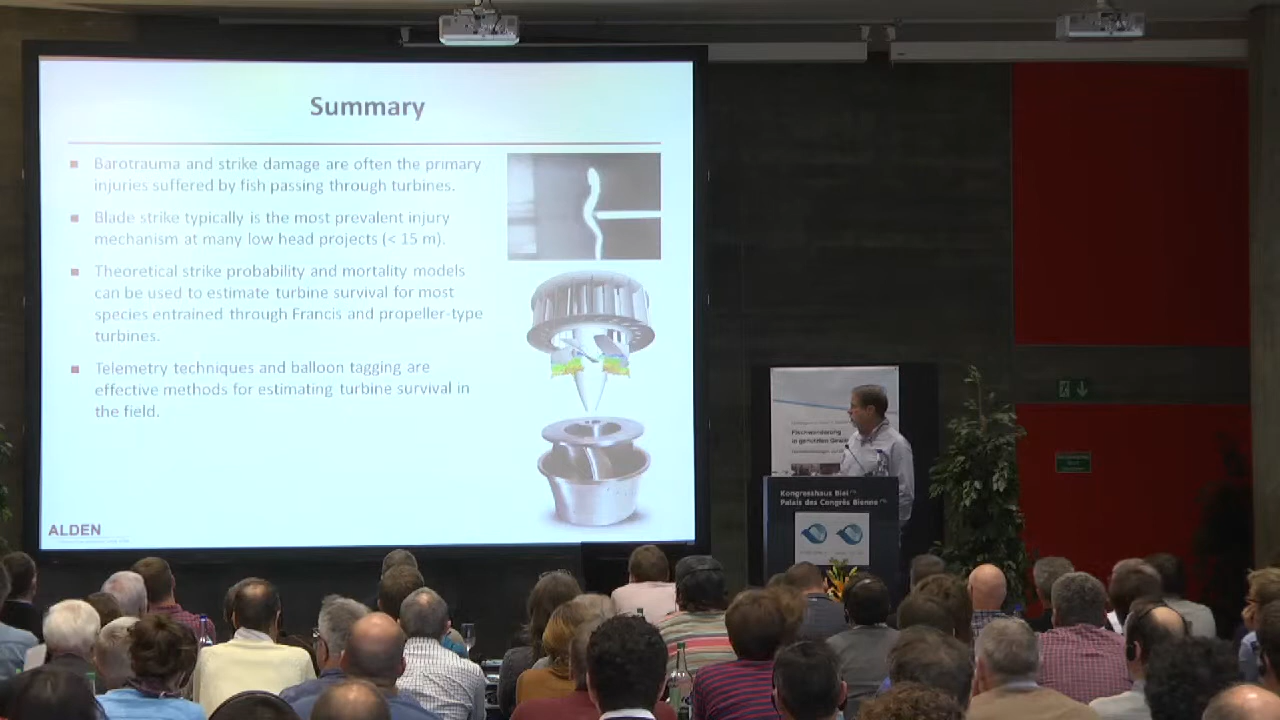 Summary
Barotrauma and strike damage are often the primary
injuries suffered by fish passing through turbines.
Blade strike typically is the most prevalent injury
mechanism at many low head projects (< 15 m).
Theoretical strike probability and mortality models
can be used to estimate turbine survival for most
species entrained through Francis and propeller-type
turbines.
Telemetry techniques and balloon tagging are
effective methods for estimating turbine survival in
the field.
ALDEN
Fischwanderung
in genutzten
Kongresshaus Biel
Palais des Congrès Bienne